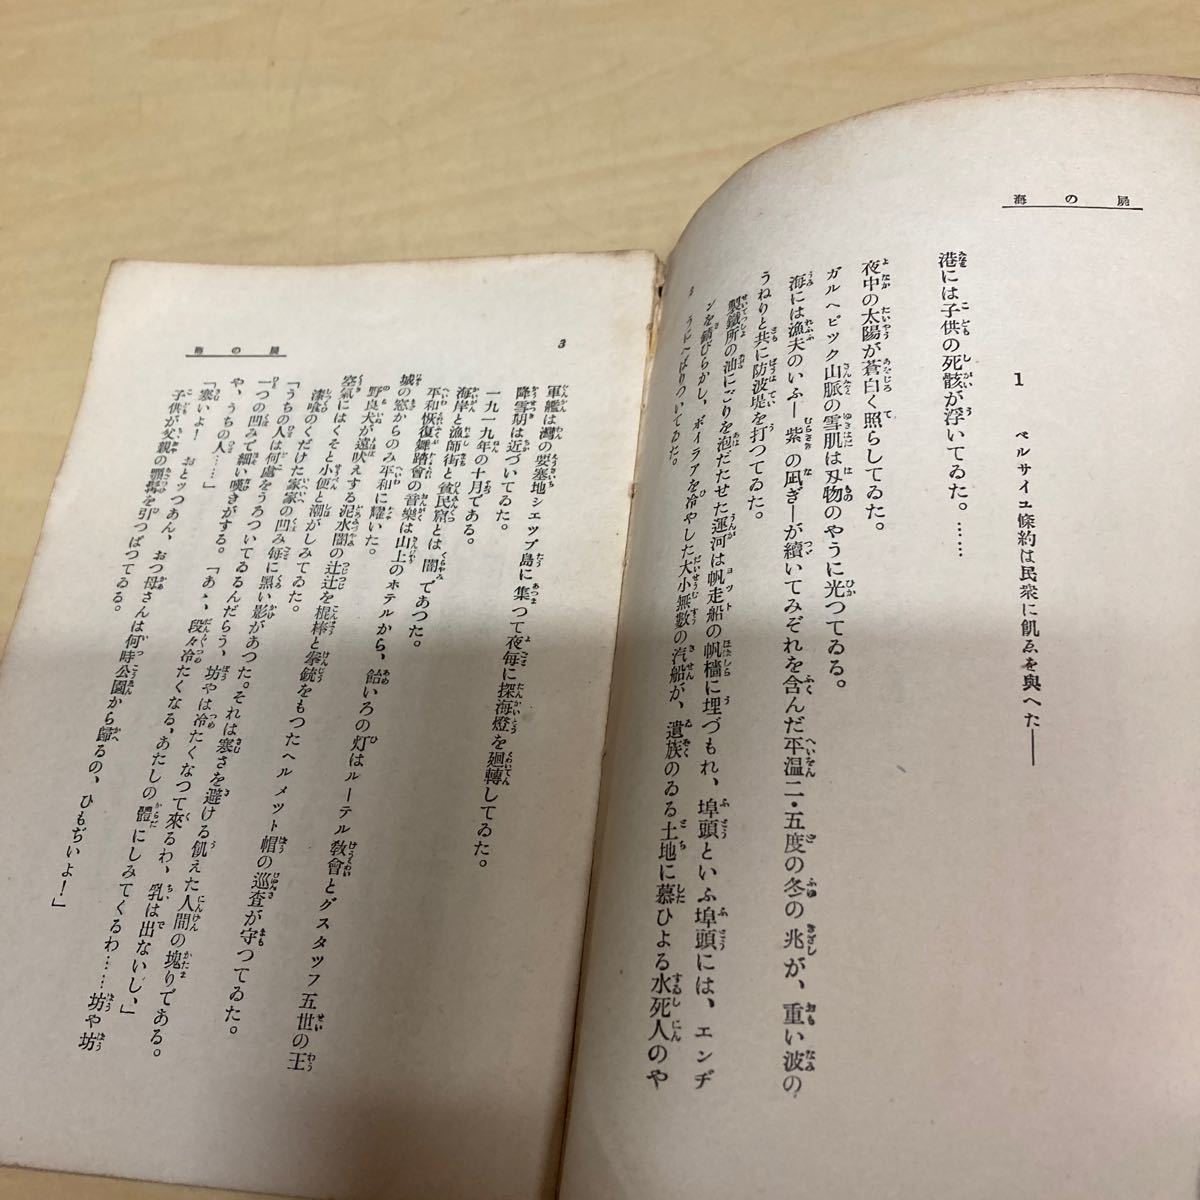 海の屍
1 ベルサイユ條約は民衆に飢ゑを與へた――
港には子供の死骸が浮いてゐた。……
夜中の太陽が蒼白く照らしてゐた。
ガルヘピック山脈の雪肌は刄物のやうに光つてゐる。
海には漁夫のいふ―紫の凪ぎ―が續いてみぞれを含んだ平温二・五度の冬の兆が、重い波の
うねりと共に防波堤を打つてゐた。
製鐵所の油にごりを泡だたせた運河は帆走船の帆檣に埋づもれ、埠頭といふ埠頭には、エンヂ
ンを錆びらかし、ボイラアを冷やした大小無數の汽船が、遺族のゐる土地に慕ひよる水死人のや
うにへばりついてゐた。
2
3
海の屍
軍艦は灣の要塞地シエップ島に集つて夜毎に探海燈を廻轉してゐた。
降雪期は近づいてゐた。
一九一九年の十月である。
海岸と漁師街と貧民窟とは闇であつた。
平和恢復舞踏會の音樂は山上のホテルから、飴いろの灯はルーテル敎會とグスタッフ五世の王
城の窓からのみ平和に耀いた。
野良犬が遠吠えする汜水闇の辻辻を棍棒と拳銃をもつたヘルメット帽の巡査が守つてゐた。
空氣にはくそと小便と潮がしみてゐた。
漆喰のくだけた家家の凹み毎に黑い影があつた。それは寒さを避ける飢えた人間の塊りである。
「うちの人は何處をうろついてゐるんだらう、坊やは冷たくなつて來るわ、乳は出ないし、」
一つの凹みで細い嘆きがする。「あゝ、段々冷たくなる、あたしの體にしみてくるわ……坊や坊
や、うちの人……」
「寒いよ！ おとッつあん、おつ母さんは何時公園から歸るの、ひもぢいよ！」
子供が父親の顎鬚を引つぱつてゐる。